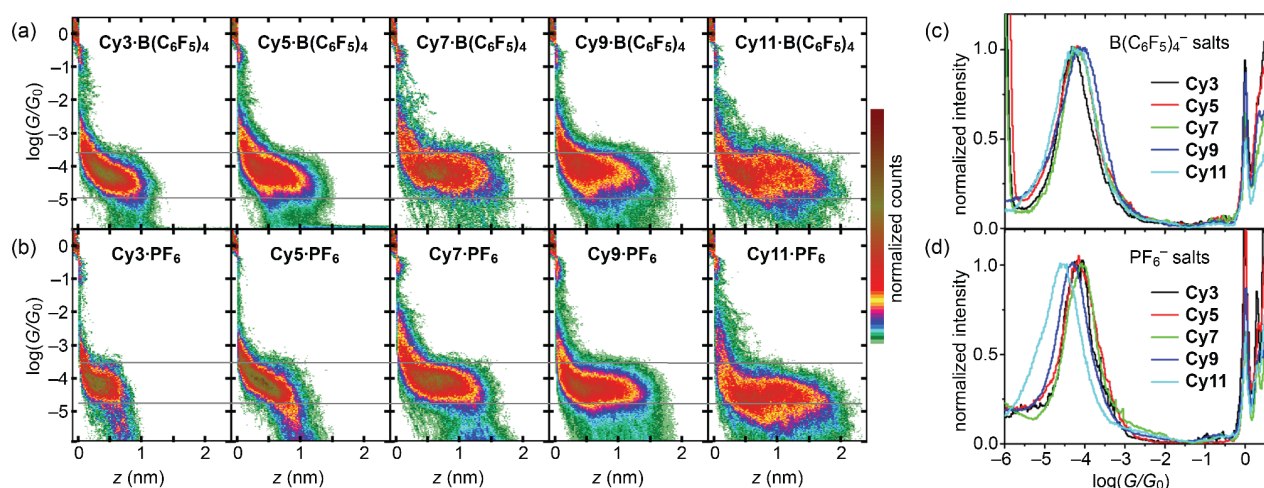 (a)
Cy3·B(C₆F₅)₄
Cy5·B(C₆F₅)₄
Cy7·B(C₆F₅)₄
Cy9·B(C₆F₅)₄
Cy11·B(C₆F₅)₄
log(G/G₀)
0
−1
−2
−3
−4
−5
(b)
Cy3·PF₆
Cy5·PF₆
Cy7·PF₆
Cy9·PF₆
Cy11·PF₆
log(G/G₀)
0
−1
−2
−3
−4
−5
0 1 2 0 1 2 0 1 2 0 1 2 0 1 2
z (nm) z (nm) z (nm) z (nm) z (nm)
normalized counts
(c)
B(C₆F₅)₄⁻ salts
Cy3
Cy5
Cy7
Cy9
Cy11
normalized intensity
1.0
0.5
0.0
(d)
PF₆⁻ salts
Cy3
Cy5
Cy7
Cy9
Cy11
normalized intensity
1.0
0.5
0.0
−6 −5 −4 −3 −2 −1 0
log(G/G₀)